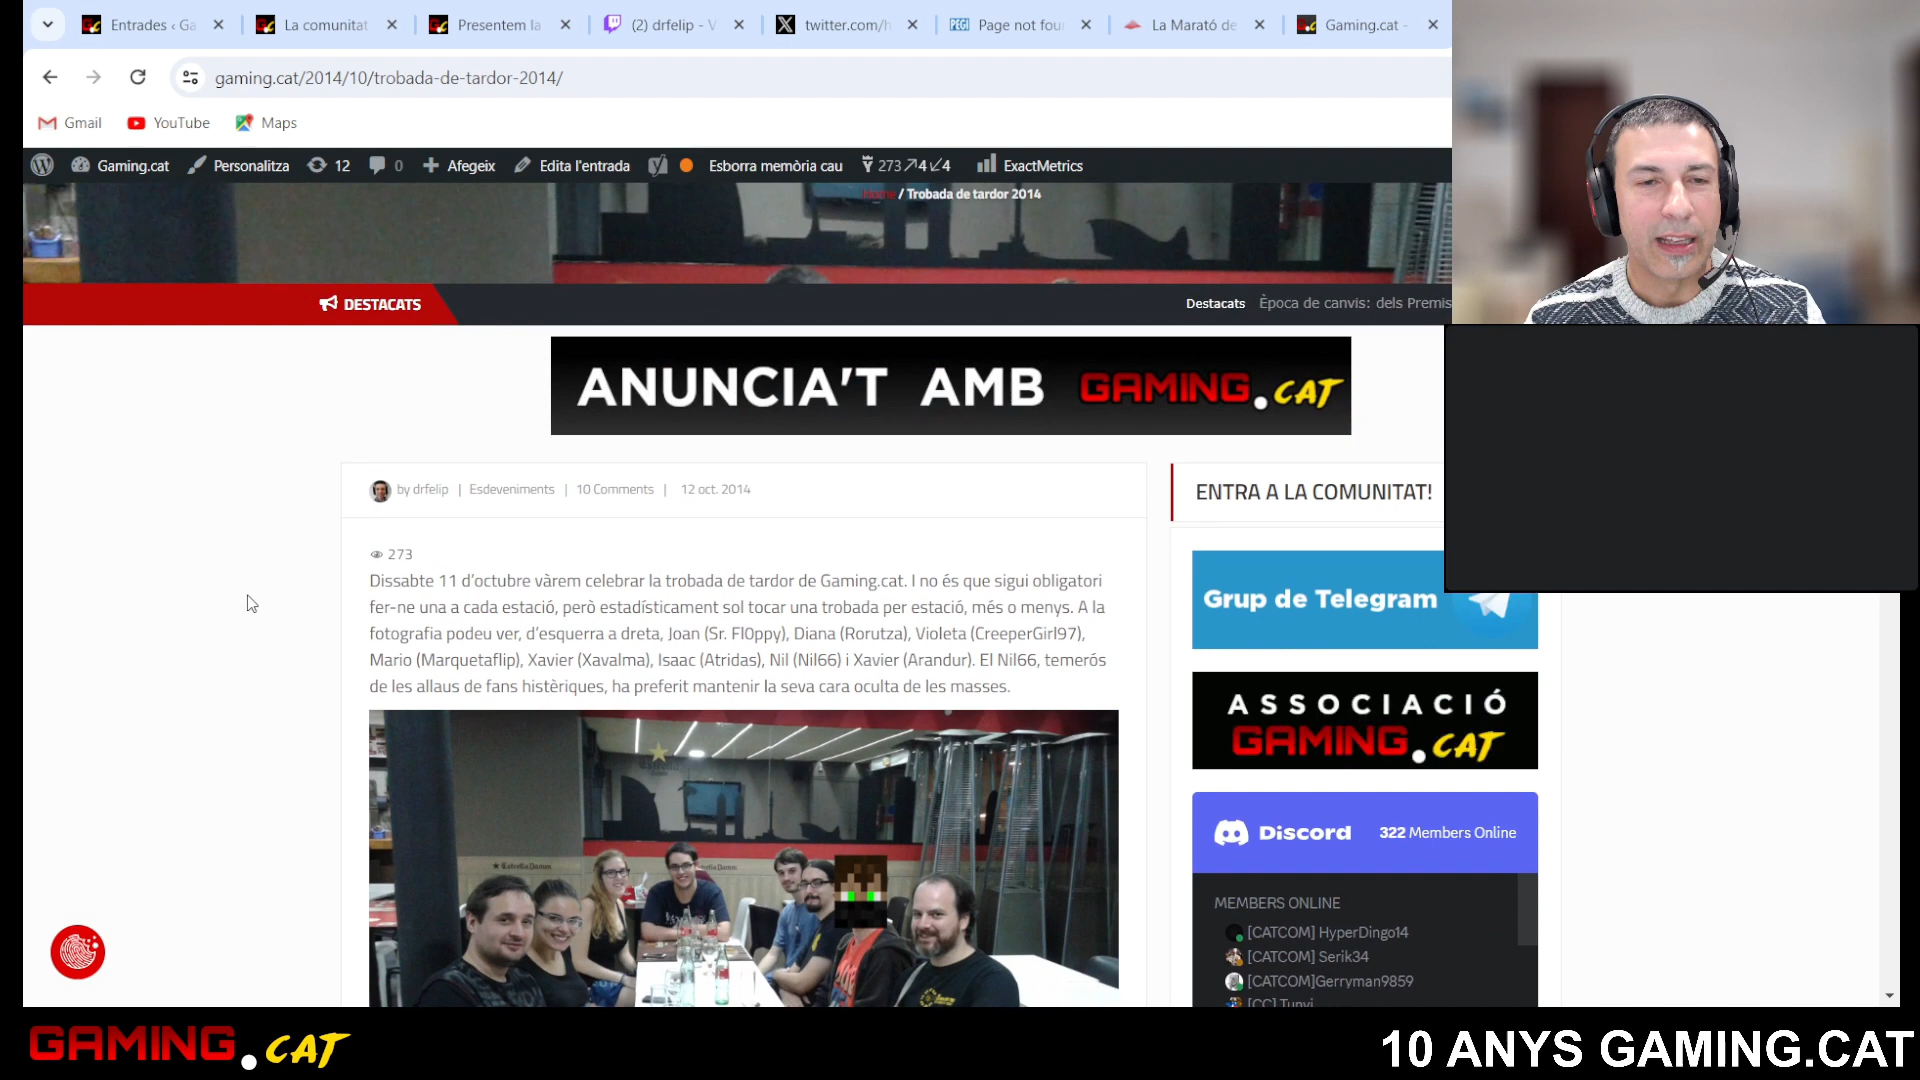 Entrades ‹ Ga
La comunitat
Presentem la
(2) drfelip - V
twitter.com/h
Page not fou
La Marató de
Gaming.cat -
gaming.cat/2014/10/trobada-de-tardor-2014/
Gmail
YouTube
Maps
Gaming.cat
Personalitza
12
0
Afegeix
Edita l'entrada
Esborra memòria cau
273↗4↙4
ExactMetrics
Home / Trobada de tardor 2014
DESTACATS
Destacats
Època de canvis: dels Premis
ANUNCIA'T AMB GAMING.CAT
by drfelip | Esdeveniments | 10 Comments | 12 oct. 2014
273
Dissabte 11 d'octubre vàrem celebrar la trobada de tardor de Gaming.cat. I no és que sigui obligatori
fer-ne una a cada estació, però estadísticament sol tocar una trobada per estació, més o menys. A la
fotografia podeu ver, d'esquerra a dreta, Joan (Sr. Fl0ppy), Diana (Rorutza), Violeta (CreeperGirl97),
Mario (Marquetaflip), Xavier (Xavalma), Isaac (Atridas), Nil (Nil66) i Xavier (Arandur). El Nil66, temerós
de les allaus de fans histèriques, ha preferit mantenir la seva cara oculta de les masses.
Estrella Damm
ENTRA A LA COMUNITAT!
Grup de Telegram
ASSOCIACIÓ
GAMING.CAT
Discord
322 Members Online
MEMBERS ONLINE
[CATCOM] HyperDingo14
[CATCOM] Serik34
[CATCOM]Gerryman9859
[CC] Tunyi
GAMING.CAT
10 ANYS GAMING.CAT